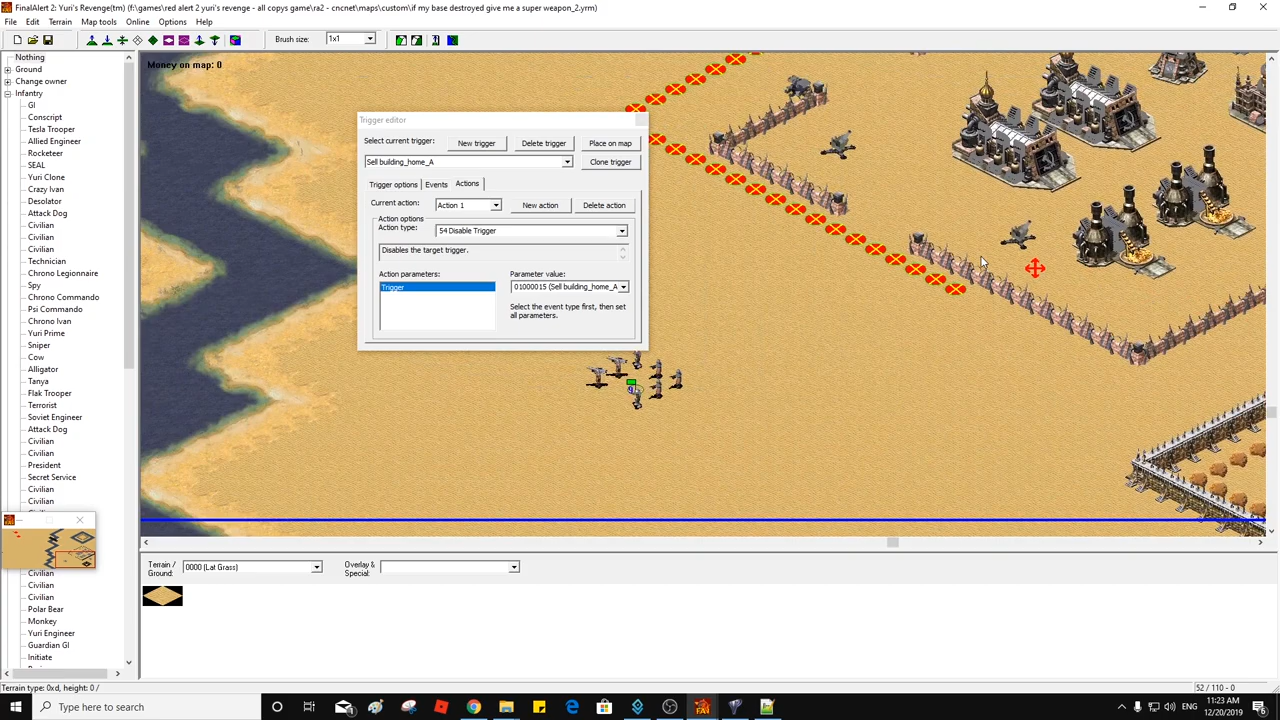 FinalAlert 2: Yuri's Revenge(tm) (f:\games\red alert 2 yuri's revenge - all copys game\ra2 - cncnet\maps\custom\if my base destroyed give me a super weapon_2.yrm)
File Edit Terrain Map tools Online Options Help
Brush size: 1x1
Nothing
Ground
Change owner
Infantry
GI
Conscript
Tesla Trooper
Allied Engineer
Rocketeer
SEAL
Yuri Clone
Crazy Ivan
Desolator
Attack Dog
Civilian
Civilian
Civilian
Technician
Chrono Legionnaire
Spy
Chrono Commando
Psi Commando
Chrono Ivan
Yuri Prime
Sniper
Cow
Alligator
Tanya
Flak Trooper
Terrorist
Soviet Engineer
Attack Dog
Civilian
Civilian
President
Secret Service
Civilian
Civilian
Civilian
Civilian
Civilian
Polar Bear
Monkey
Yuri Engineer
Guardian GI
Initiate
Money on map: 0
Trigger editor
Select current trigger: New trigger Delete trigger Place on map
Sell building_home_A Clone trigger
Trigger options Events Actions
Current action: Action 1 New action Delete action
Action options
Action type: 54 Disable Trigger
Disables the target trigger.
Action parameters: Parameter value:
Trigger 01000015 (Sell building_home_A
Select the event type first, then set
all parameters.
Terrain /
Ground: 0000 (Lat Grass)
Overlay &
Special:
Terrain type: 0xd, height: 0 / 52 / 110 - 0
Type here to search
ENG
11:23 AM
12/20/2019